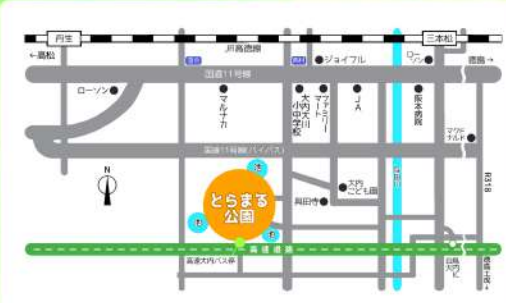 丹生
三本松
←高松
JR高徳線
徳島→
ジョイフル
ローソン
国道11号線
ローソン
マルナカ
大内大川
小中学校
ファミリー
マート
JA
阪本病院
マクド
ナルド
国道11号線(バイパス)
N
とらまる
公園
大内
こども園
與田寺
R318
高速道路
高速大内バス停
白鳥
大内IC